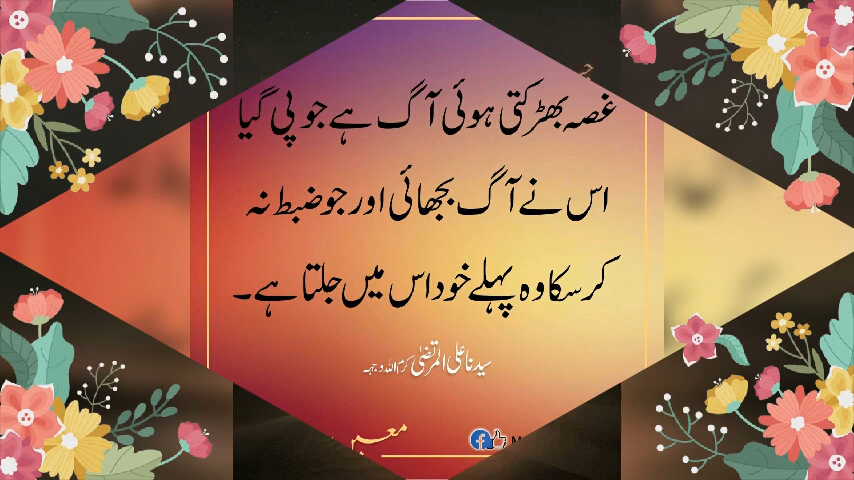 غصہ بھڑکتی ہوئی آگ ہے جو پی گیا
اس نے آگ بجھائی اور جو ضبط نہ
کر سکا وہ پہلے خود اس میں جلتا ہے۔
سیدنا علی المرتضیٰ کرم اللہ وجہہ